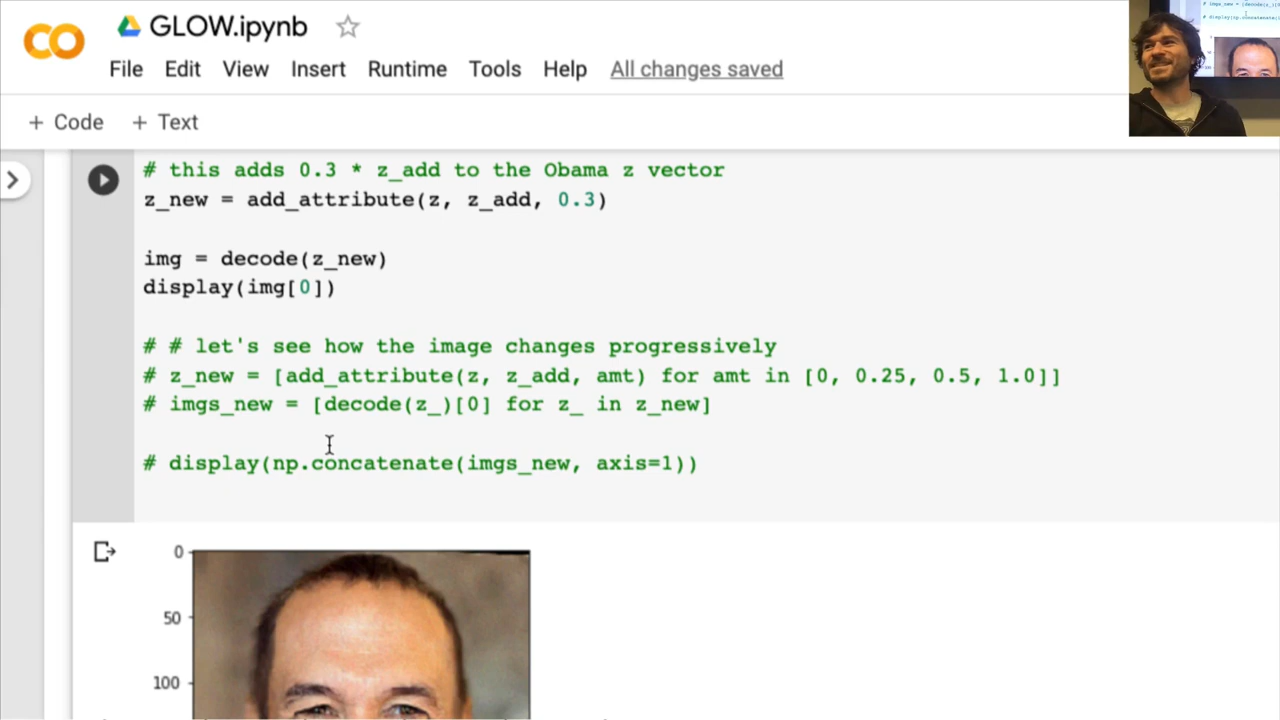 GLOW.ipynb
File Edit View Insert Runtime Tools Help All changes saved
+ Code + Text
# this adds 0.3 * z_add to the Obama z vector
z_new = add_attribute(z, z_add, 0.3)
img = decode(z_new)
display(img[0])
# # let's see how the image changes progressively
# z_new = [add_attribute(z, z_add, amt) for amt in [0, 0.25, 0.5, 1.0]]
# imgs_new = [decode(z_)[0] for z_ in z_new]
# display(np.concatenate(imgs_new, axis=1))
0
50
100